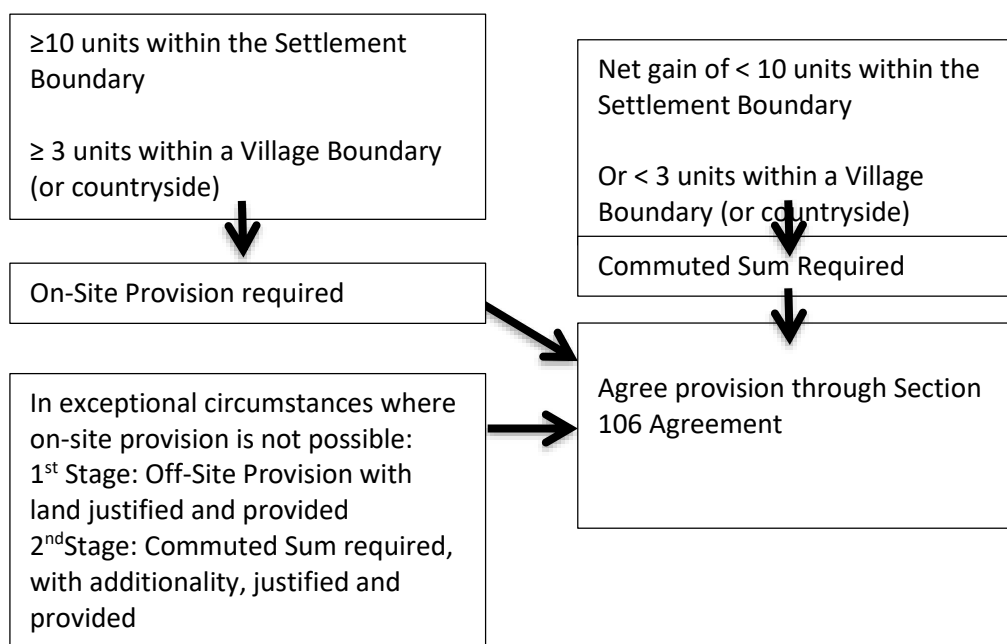 ≥10 units within the Settlement
Boundary
≥ 3 units within a Village Boundary
(or countryside)
On-Site Provision required
In exceptional circumstances where
on-site provision is not possible:
1st Stage: Off-Site Provision with
land justified and provided
2ndStage: Commuted Sum required,
with additionality, justified and
provided
Net gain of < 10 units within the
Settlement Boundary
Or < 3 units within a Village
Boundary (or countryside)
Commuted Sum Required
Agree provision through Section
106 Agreement